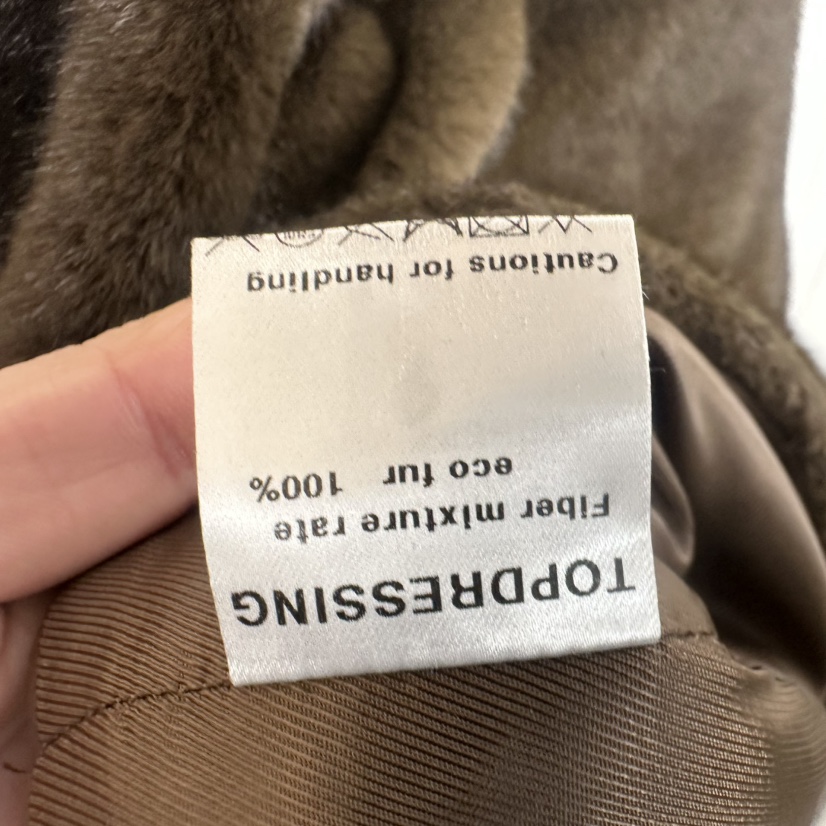 TOPDRESSING
Fiber mixture rate
eco fur 100%
Cautions for handling